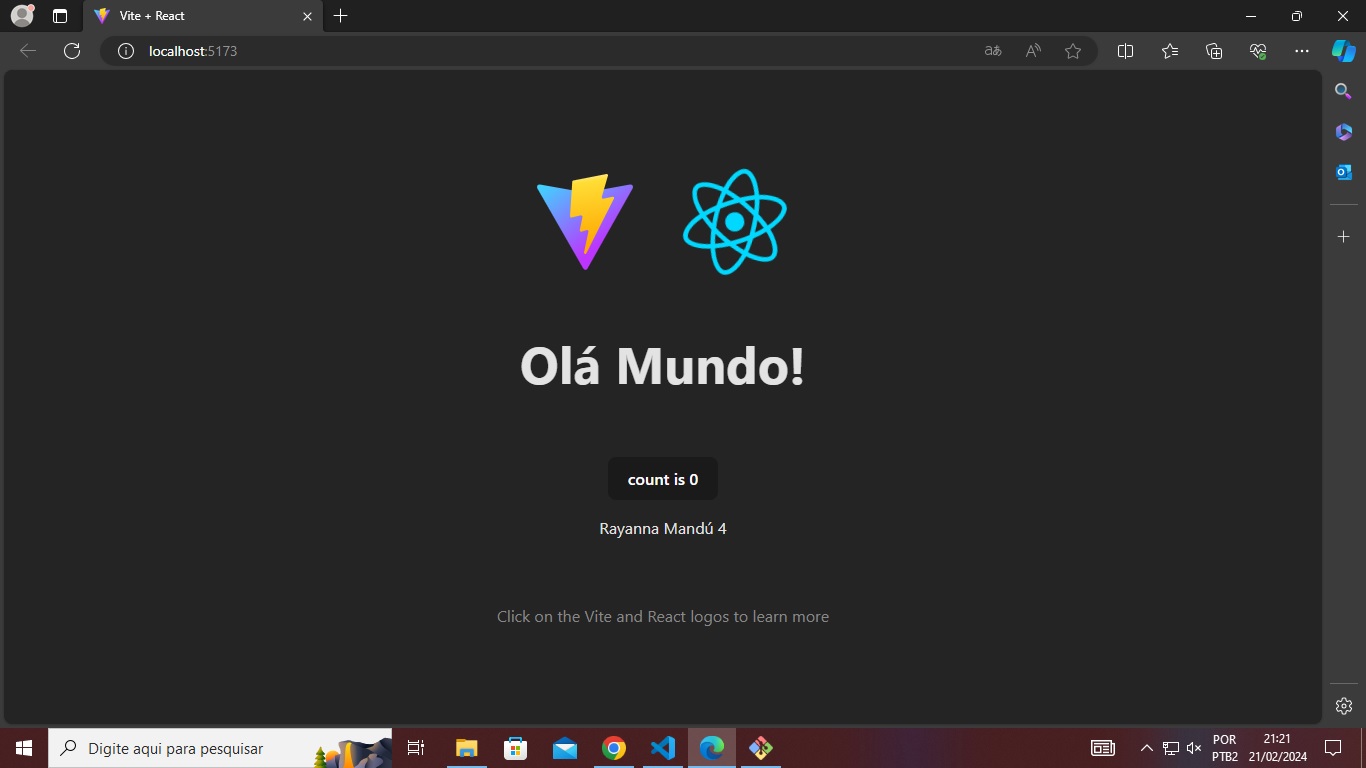 Vite + React
localhost:5173
Olá Mundo!
count is 0
Rayanna Mandú 4
Click on the Vite and React logos to learn more
Digite aqui para pesquisar
POR
PTB2
21:21
21/02/2024